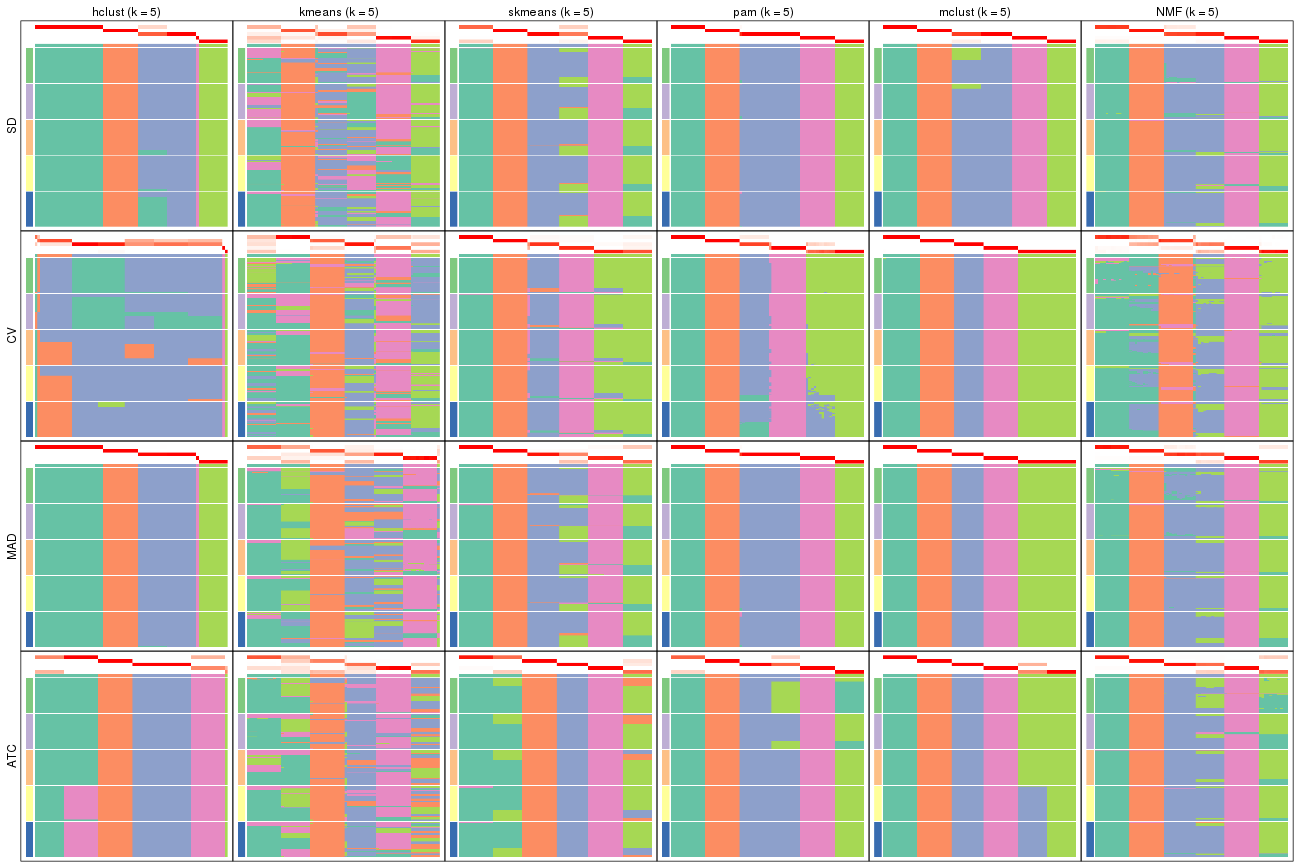 hclust (k = 5) kmeans (k = 5) skmeans (k = 5) pam (k = 5) mclust (k = 5) NMF (k = 5)
SD
CV
MAD
ATC